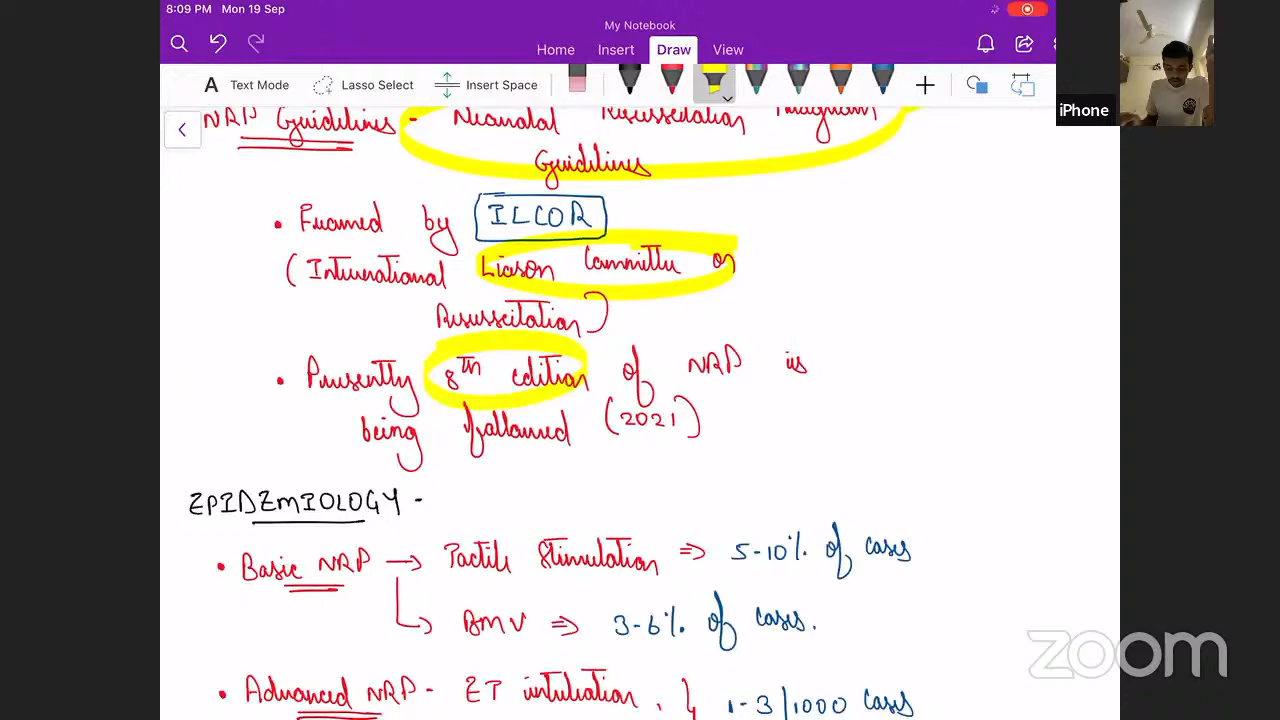 8:09 PM Mon 19 Sep
My Notebook
Home Insert Draw View
A Text Mode Lasso Select Insert Space
iPhone
NRP Guidelines - Neonatal Resussedation Program
Guidelines
• Framed by ILCOR
(International Liason Committe on
Resusscitation)
• Presently 8th edition of NRP is
being followed (2021)
EPIDEMIOLOGY -
• Basic NRP → Tactile Stimulation ⇒ 5-10% of cases
BMV ⇒ 3-6% of cases.
• Advanced NRP - ET intubation, } 1-3/1000 cases
zoom